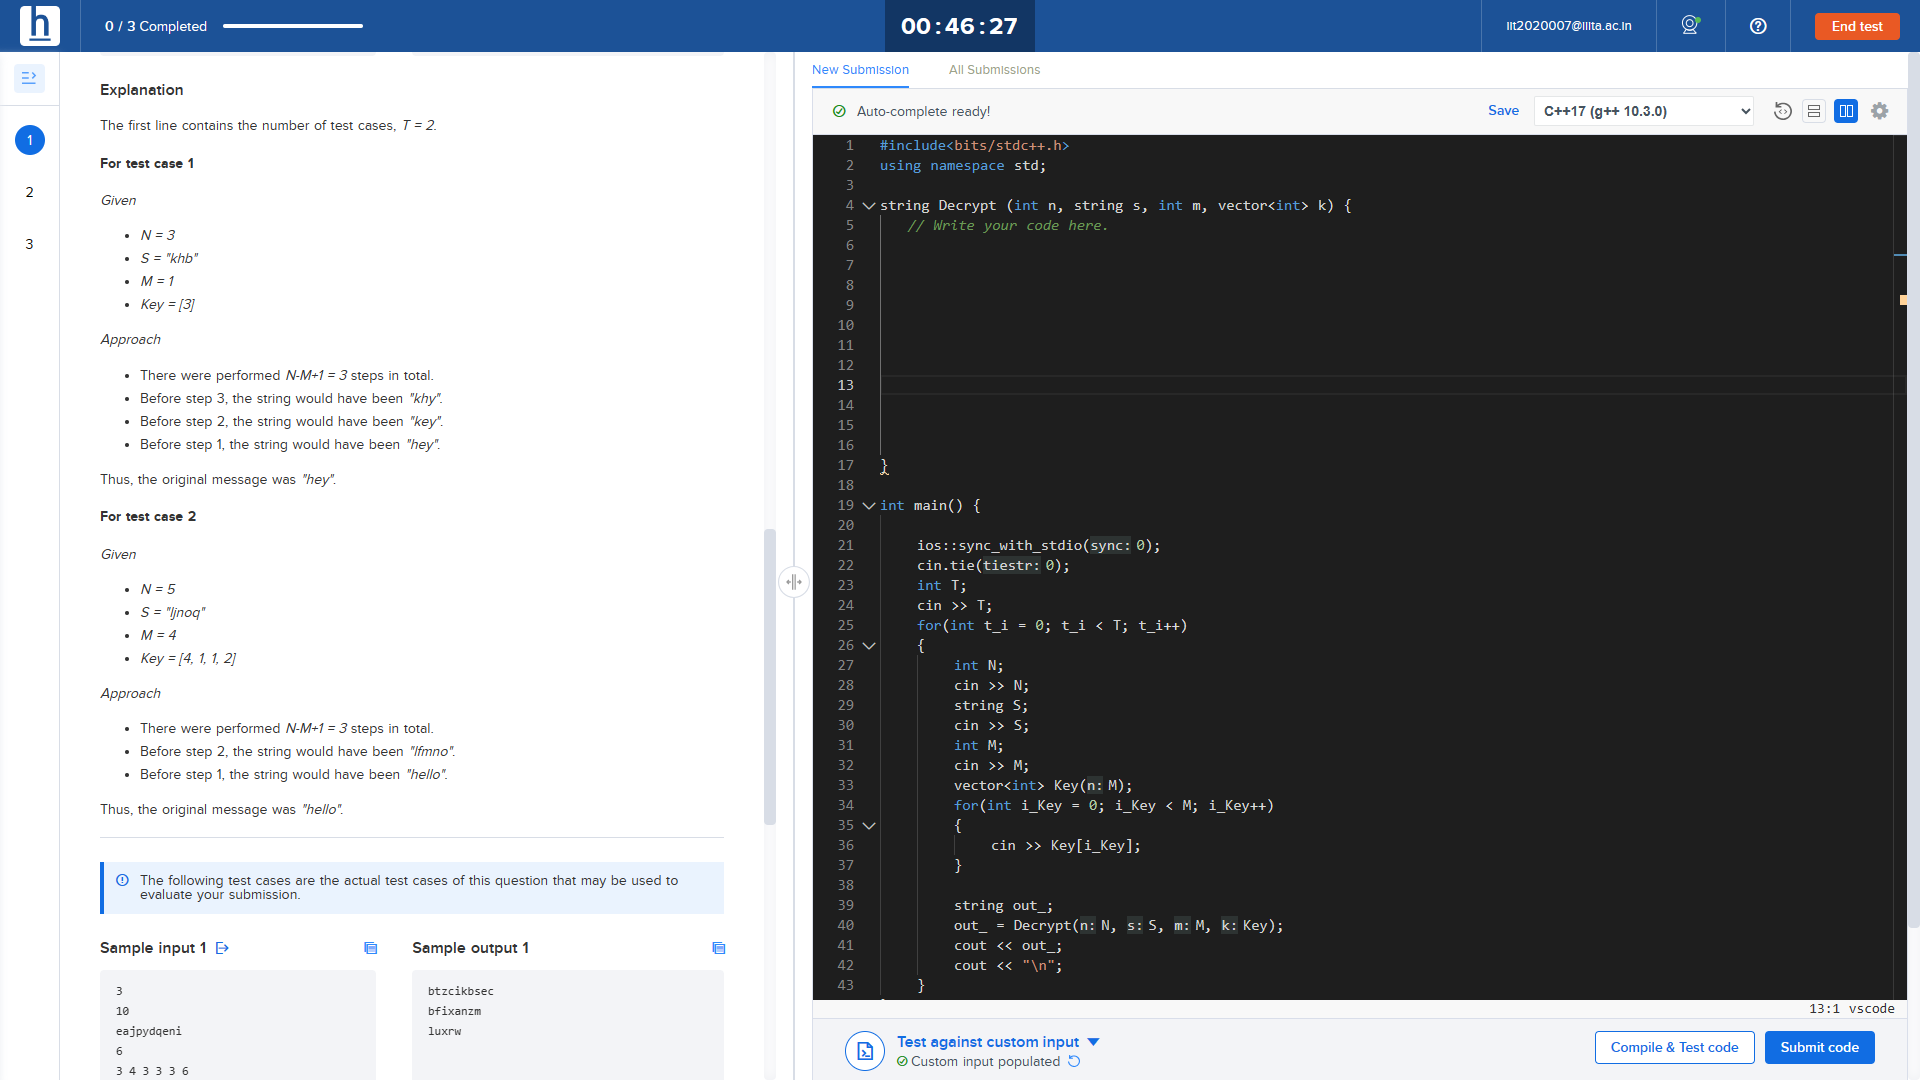 h
0 / 3 Completed
00:46:27
iit2020007@iiita.ac.in
End test
1
2
3
Explanation
The first line contains the number of test cases, T = 2.
For test case 1
Given
• N = 3
• S = "khb"
• M = 1
• Key = [3]
Approach
• There were performed N-M+1 = 3 steps in total.
• Before step 3, the string would have been "khy".
• Before step 2, the string would have been "key".
• Before step 1, the string would have been "hey".
Thus, the original message was "hey".
For test case 2
Given
• N = 5
• S = "ljnoq"
• M = 4
• Key = [4, 1, 1, 2]
Approach
• There were performed N-M+1 = 3 steps in total.
• Before step 2, the string would have been "lfmno".
• Before step 1, the string would have been "hello".
Thus, the original message was "hello".
The following test cases are the actual test cases of this question that may be used to
evaluate your submission.
Sample input 1
3
10
eajpydqeni
6
3 4 3 3 3 6
Sample output 1
btzcikbsec
bfixanzm
luxrw
New Submission
All Submissions
Auto-complete ready!
Save
C++17 (g++ 10.3.0)
1 #include<bits/stdc++.h>
2 using namespace std;
3
4 string Decrypt (int n, string s, int m, vector<int> k) {
5 // Write your code here.
6
7
8
9
10
11
12
13
14
15
16
17 }
18
19 int main() {
20
21 ios::sync_with_stdio(sync: 0);
22 cin.tie(tiestr: 0);
23 int T;
24 cin >> T;
25 for(int t_i = 0; t_i < T; t_i++)
26 {
27 int N;
28 cin >> N;
29 string S;
30 cin >> S;
31 int M;
32 cin >> M;
33 vector<int> Key(n: M);
34 for(int i_Key = 0; i_Key < M; i_Key++)
35 {
36 cin >> Key[i_Key];
37 }
38
39 string out_;
40 out_ = Decrypt(n: N, s: S, m: M, k: Key);
41 cout << out_;
42 cout << "\n";
43 }
13:1 vscode
Test against custom input
Custom input populated
Compile & Test code
Submit code